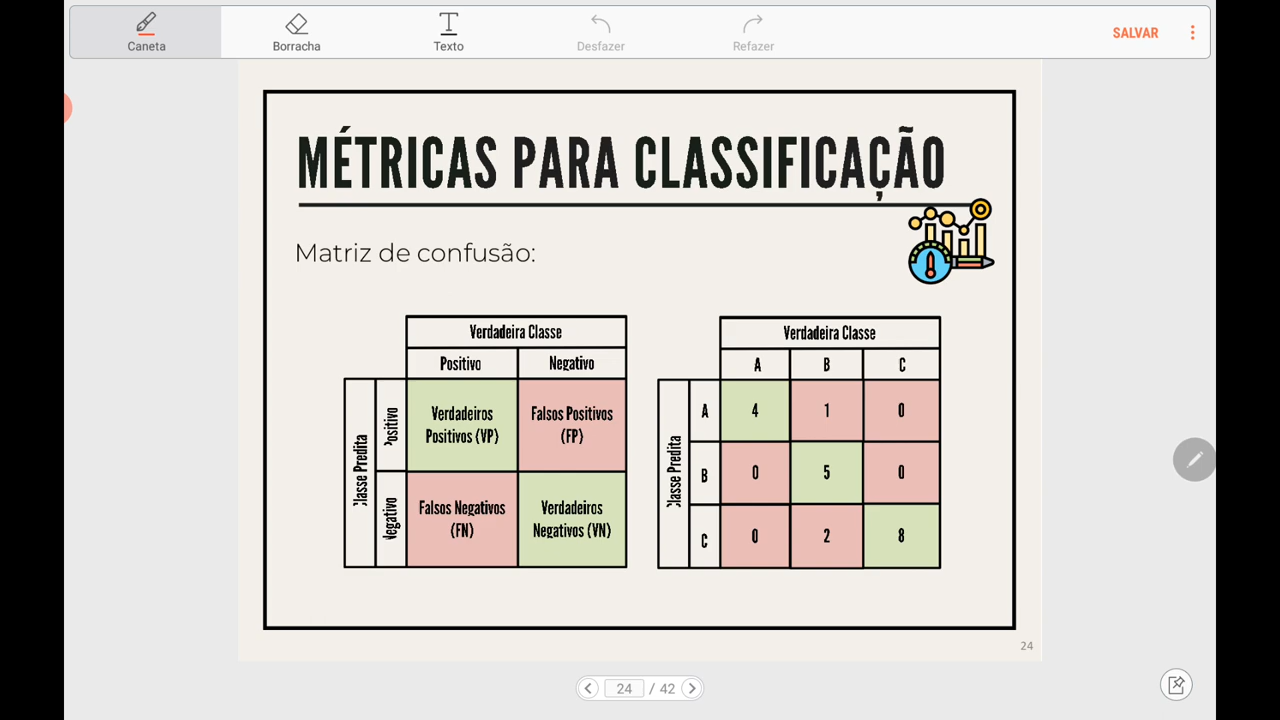 Caneta
Borracha
Texto
Desfazer
Refazer
SALVAR
MÉTRICAS PARA CLASSIFICAÇÃO
Matriz de confusão:
Verdadeira Classe
Positivo Negativo
Classe Predita
Positivo
Verdadeiros
Positivos (VP)
Falsos Positivos
(FP)
Negativo
Falsos Negativos
(FN)
Verdadeiros
Negativos (VN)
Verdadeira Classe
A B C
Classe Predita
A 4 1 0
B 0 5 0
C 0 2 8
24
24 / 42